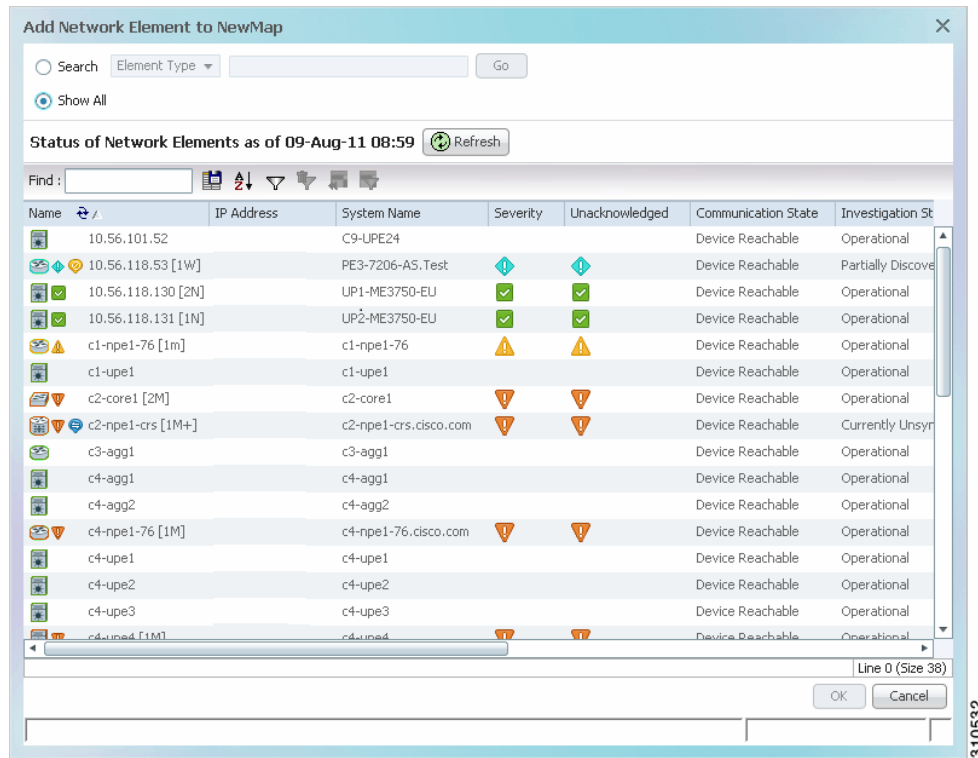 Add Network Element to NewMap
Search Element Type Go
Show All
Status of Network Elements as of 09-Aug-11 08:59 Refresh
Find :
Name IP Address System Name Severity Unacknowledged Communication State Investigation St
10.56.101.52 C9-UPE24 Device Reachable Operational
10.56.118.53 [1W] PE3-7206-AS.Test Device Reachable Partially Discove
10.56.118.130 [2N] UP1-ME3750-EU Device Reachable Operational
10.56.118.131 [1N] UP2-ME3750-EU Device Reachable Operational
c1-npe1-76 [1m] c1-npe1-76 Device Reachable Operational
c1-upe1 c1-upe1 Device Reachable Operational
c2-core1 [2M] c2-core1 Device Reachable Operational
c2-npe1-crs [1M+] c2-npe1-crs.cisco.com Device Reachable Currently Unsyn
c3-agg1 c3-agg1 Device Reachable Operational
c4-agg1 c4-agg1 Device Reachable Operational
c4-agg2 c4-agg2 Device Reachable Operational
c4-npe1-76 [1M] c4-npe1-76.cisco.com Device Reachable Operational
c4-upe1 c4-upe1 Device Reachable Operational
c4-upe2 c4-upe2 Device Reachable Operational
c4-upe3 c4-upe3 Device Reachable Operational
c4-upe4 [1M] c4-upe4 Device Reachable Operational
Line 0 (Size 38)
OK Cancel
310532